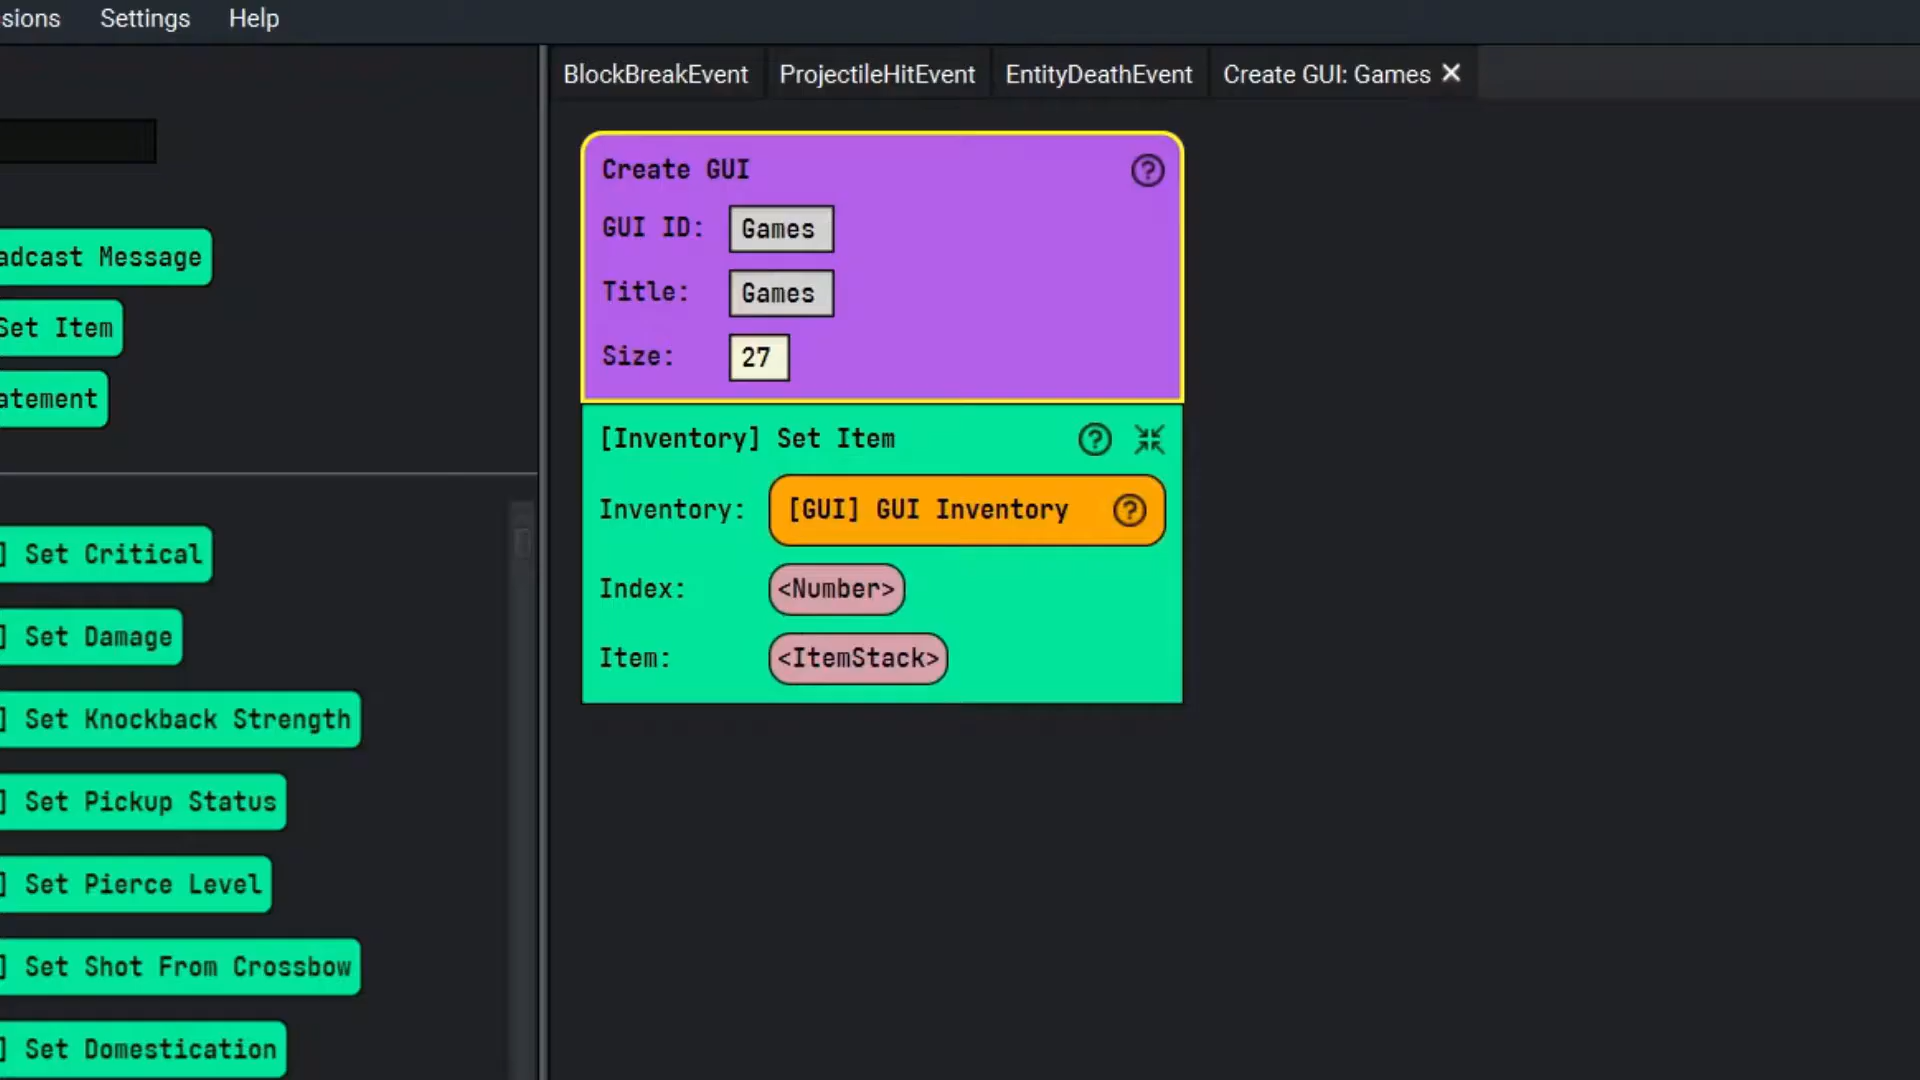 sions Settings Help
BlockBreakEvent ProjectileHitEvent EntityDeathEvent Create GUI: Games
adcast Message
Set Item
atement
] Set Critical
] Set Damage
] Set Knockback Strength
] Set Pickup Status
] Set Pierce Level
] Set Shot From Crossbow
] Set Domestication
Create GUI ?
GUI ID: Games
Title: Games
Size: 27
[Inventory] Set Item ?
Inventory: [GUI] GUI Inventory ?
Index: <Number>
Item: <ItemStack>